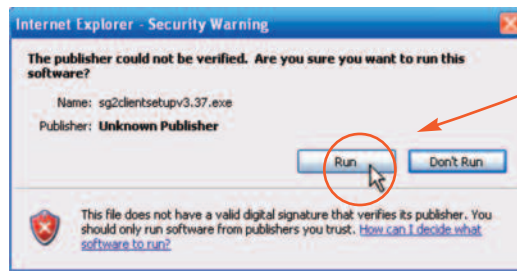 Internet Explorer - Security Warning
The publisher could not be verified. Are you sure you want to run this
software?
Name: sg2clientsetupv3.37.exe
Publisher: Unknown Publisher
Run Don't Run
This file does not have a valid digital signature that verifies its publisher. You
should only run software from publishers you trust. How can I decide what
software to run?